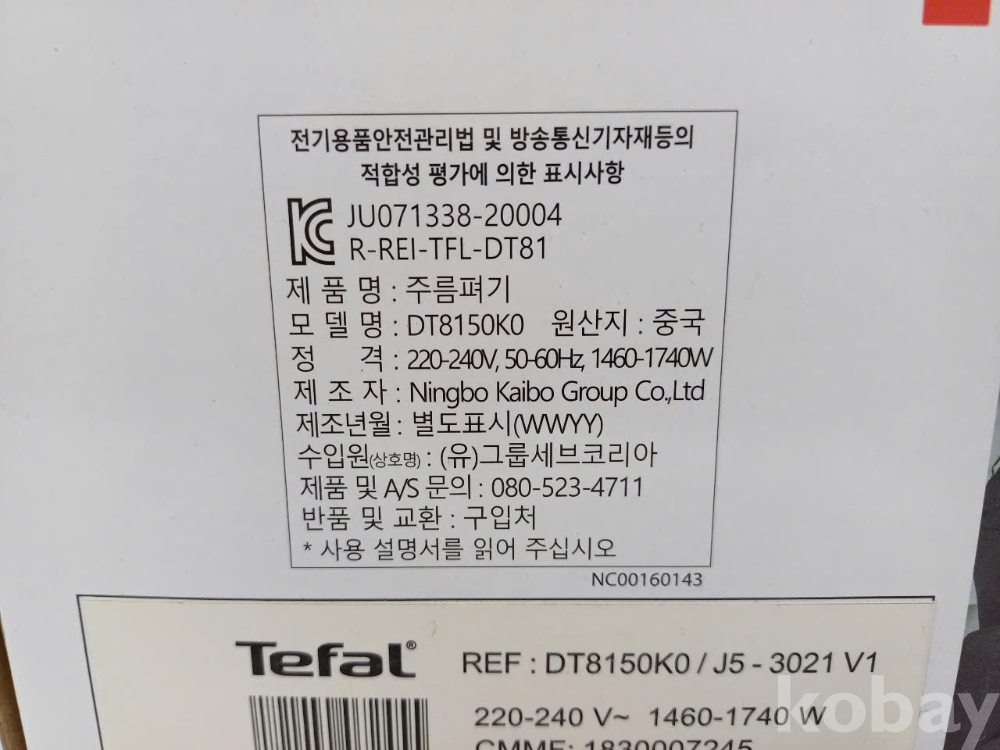 전기용품안전관리법 및 방송통신기자재등의
적합성 평가에 의한 표시사항
JU071338-20004
R-REI-TFL-DT81
제 품 명 : 주름펴기
모 델 명 : DT8150K0 원산지 : 중국
정 격 : 220-240V, 50-60Hz, 1460-1740W
제 조 자 : Ningbo Kaibo Group Co.,Ltd
제조년월 : 별도표시(WWYY)
수입원(상호명) : (유)그룹세브코리아
제품 및 A/S 문의 : 080-523-4711
반품 및 교환 : 구입처
* 사용 설명서를 읽어 주십시오
NC00160143
Tefal® REF : DT8150K0 / J5 - 3021 V1
220-240 V~ 1460-1740 W
CMMF: 1830007245
kobay